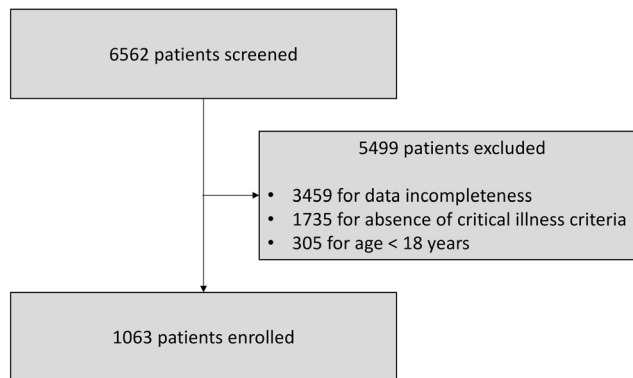 6562 patients screened
5499 patients excluded
• 3459 for data incompleteness
• 1735 for absence of critical illness criteria
• 305 for age < 18 years
1063 patients enrolled